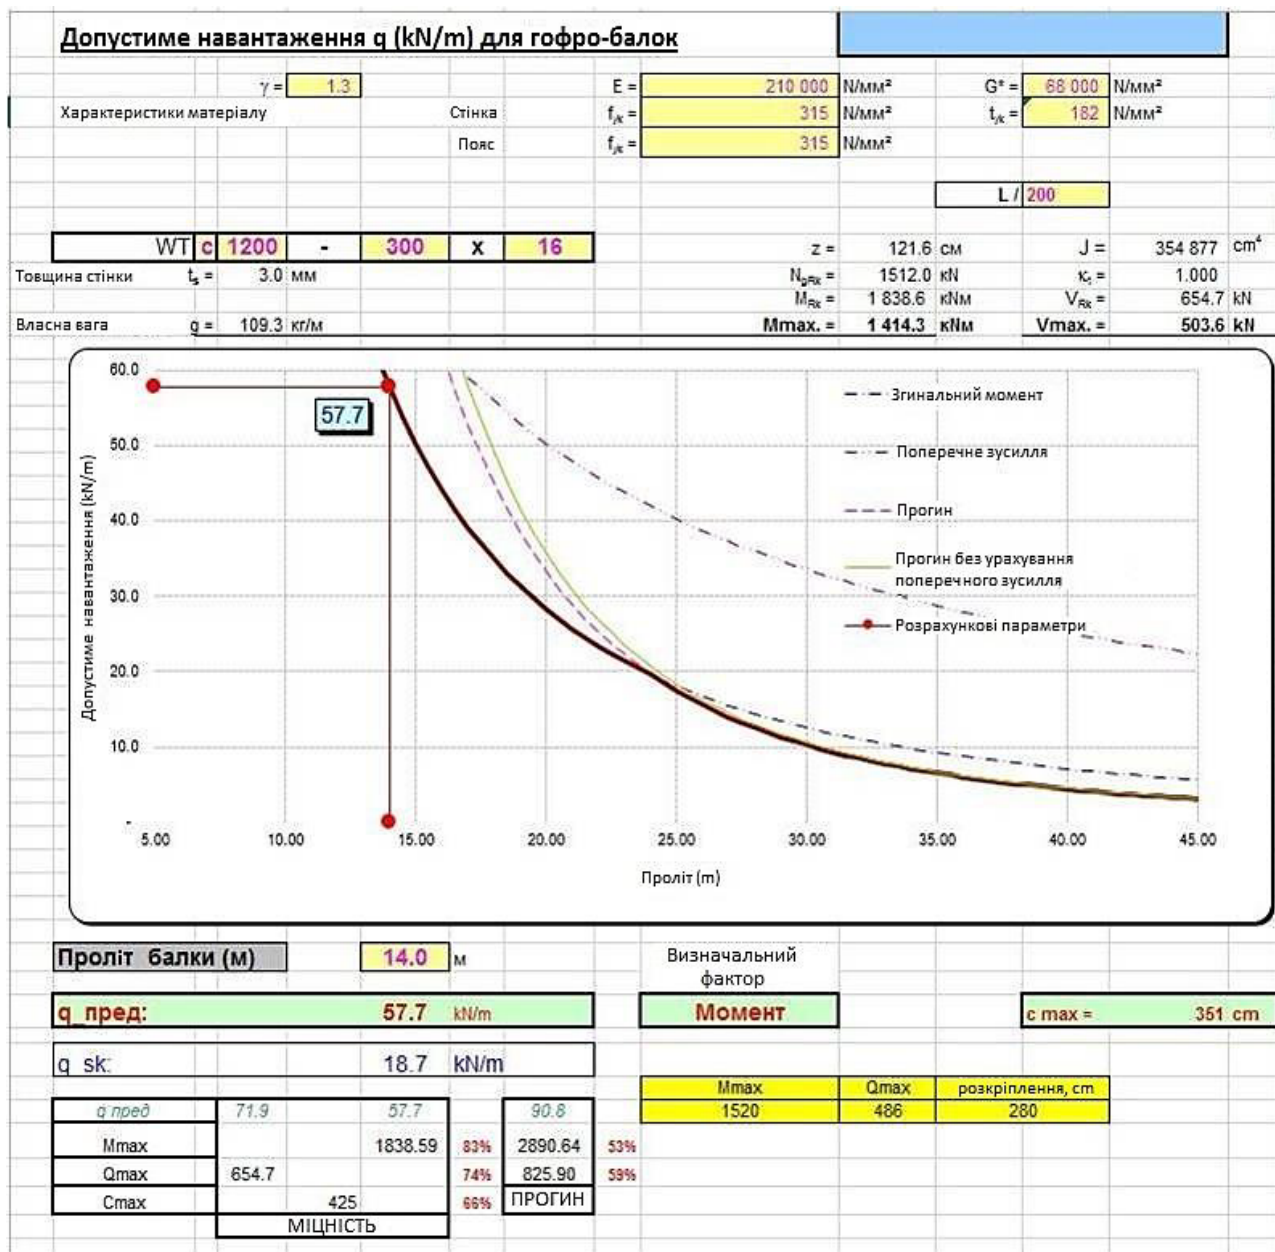 Допустиме навантаження q (kN/m) для гофро-балок
γ = 1.3 E = 210 000 N/мм² G* = 68 000 N/мм²
Характеристики матеріалу Стінка f,k = 315 N/мм² t,k = 182 N/мм²
Пояс f,k = 315 N/мм²
L / 200
WT c 1200 - 300 x 16 z = 121.6 см J = 354 877 cm⁴
Товщина стінки ts = 3.0 мм NgRk = 1512.0 kN 1.000
MRk = 1 838.6 кNм VRk = 654.7 kN
Власна вага g = 109.3 кг/м Mmax. = 1 414.3 кNм Vmax. = 503.6 kN
60.0
50.0
40.0
30.0
20.0
10.0
-
Допустиме навантаження (kN/m)
57.7
Згинальний момент
Поперечне зусилля
Прогин
Прогин без урахування
поперечного зусилля
Розрахункові параметри
5.00 10.00 15.00 20.00 25.00 30.00 35.00 40.00 45.00
Проліт (m)
Проліт балки (м) 14.0 м Визначальний
фактор
q_пред: 57.7 kN/m Момент c max = 351 cm
q sk: 18.7 kN/m
Mmax Qmax розкріплення, cm
q пред 71.9 57.7 90.8 1520 486 280
Mmax 1838.59 83% 2890.64 53%
Qmax 654.7 74% 825.90 59%
Cmax 425 66% ПРОГИН
МІЦНІСТЬ